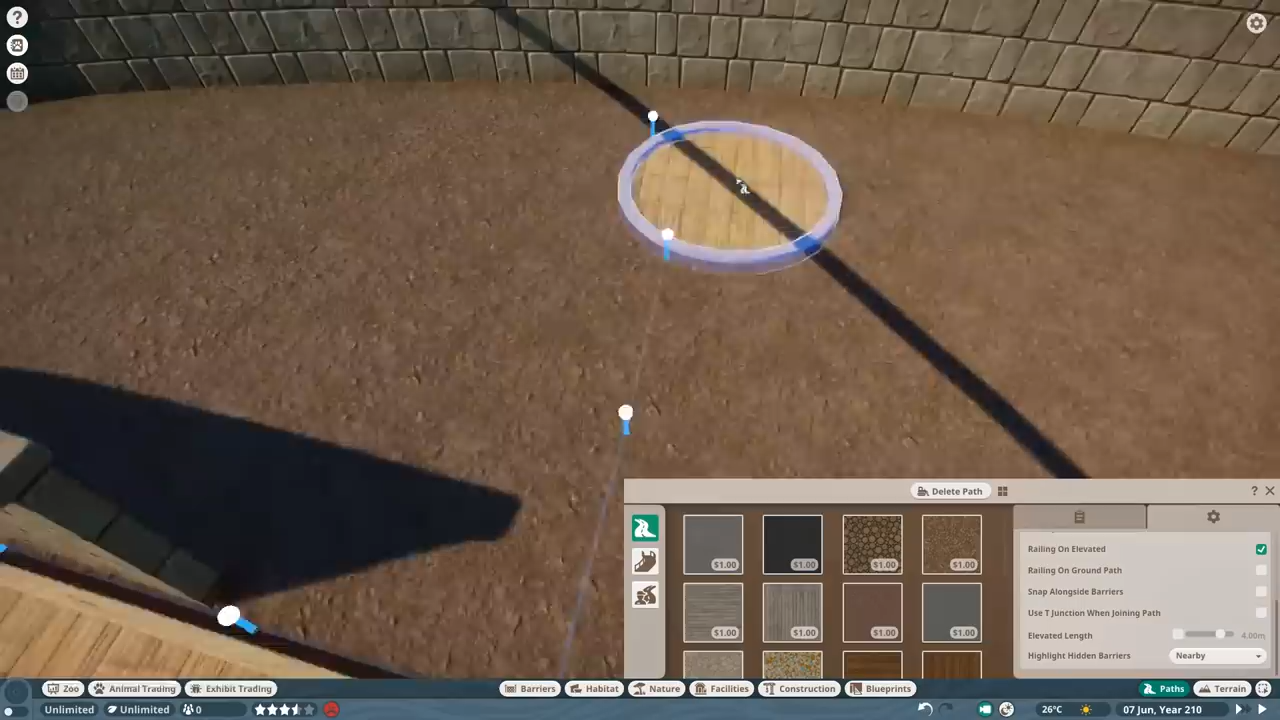 ?
Delete Path
?
$1.00 $1.00 $1.00 $1.00
$1.00 $1.00 $1.00 $1.00
Railing On Elevated
Railing On Ground Path
Snap Alongside Barriers
Use T Junction When Joining Path
Elevated Length 4.00m
Highlight Hidden Barriers Nearby
Zoo Animal Trading Exhibit Trading Barriers Habitat Nature Facilities Construction Blueprints Paths Terrain
Unlimited Unlimited 0 26°C 07 Jun, Year 210